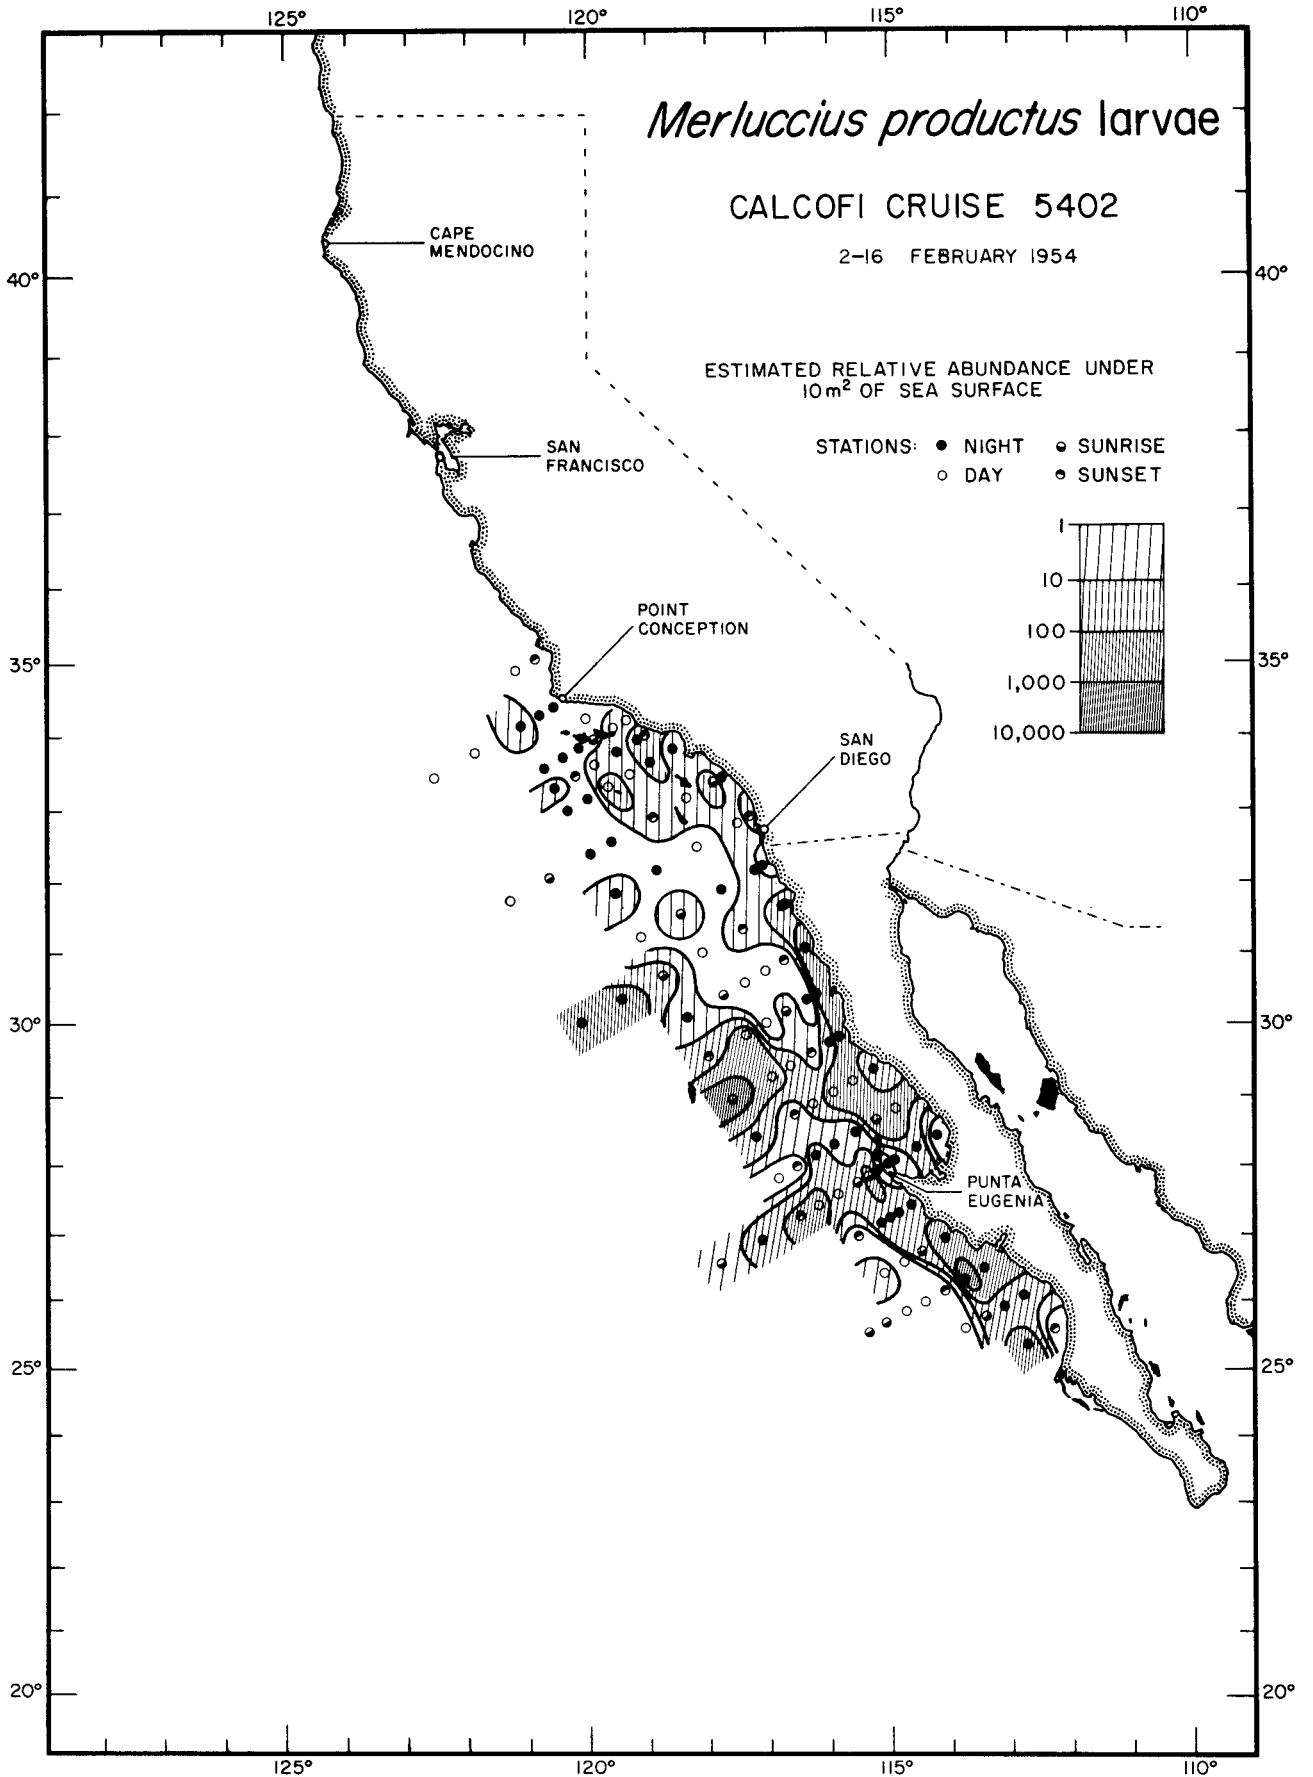 125° 120° 115° 110°
Merluccius productus larvae
CALCOFI CRUISE 5402
2-16 FEBRUARY 1954
CAPE
MENDOCINO
40° 40°
ESTIMATED RELATIVE ABUNDANCE UNDER
10m² OF SEA SURFACE
STATIONS: ● NIGHT ◒ SUNRISE
○ DAY ◓ SUNSET
SAN
FRANCISCO
1
10
100
1,000
10,000
POINT
CONCEPTION
35° 35°
SAN
DIEGO
30° 30°
PUNTA
EUGENIA
25° 25°
20° 20°
125° 120° 115° 110°